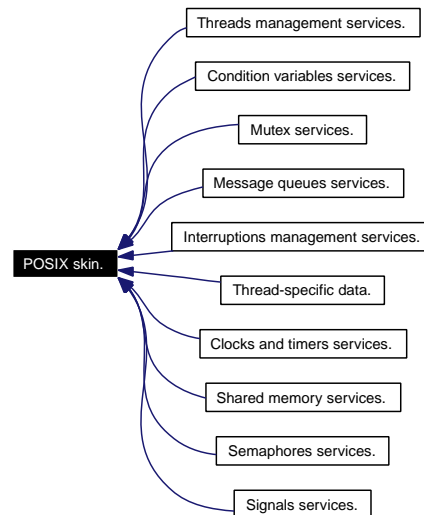 Threads management services.
Condition variables services.
Mutex services.
Message queues services.
Interruptions management services.
POSIX skin.
Thread-specific data.
Clocks and timers services.
Shared memory services.
Semaphores services.
Signals services.